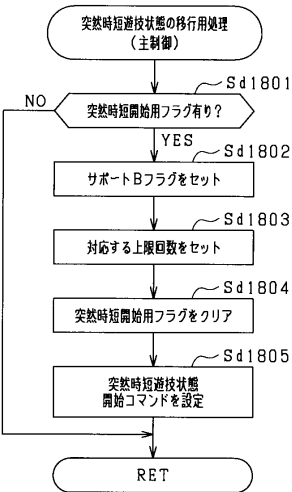 突然時短遊技状態の移行用処理
(主制御)
Sd1801
NO
突然時短開始用フラグ有り?
YES
Sd1802
サポートBフラグをセット
Sd1803
対応する上限回数をセット
Sd1804
突然時短開始用フラグをクリア
Sd1805
突然時短遊技状態
開始コマンドを設定
RET